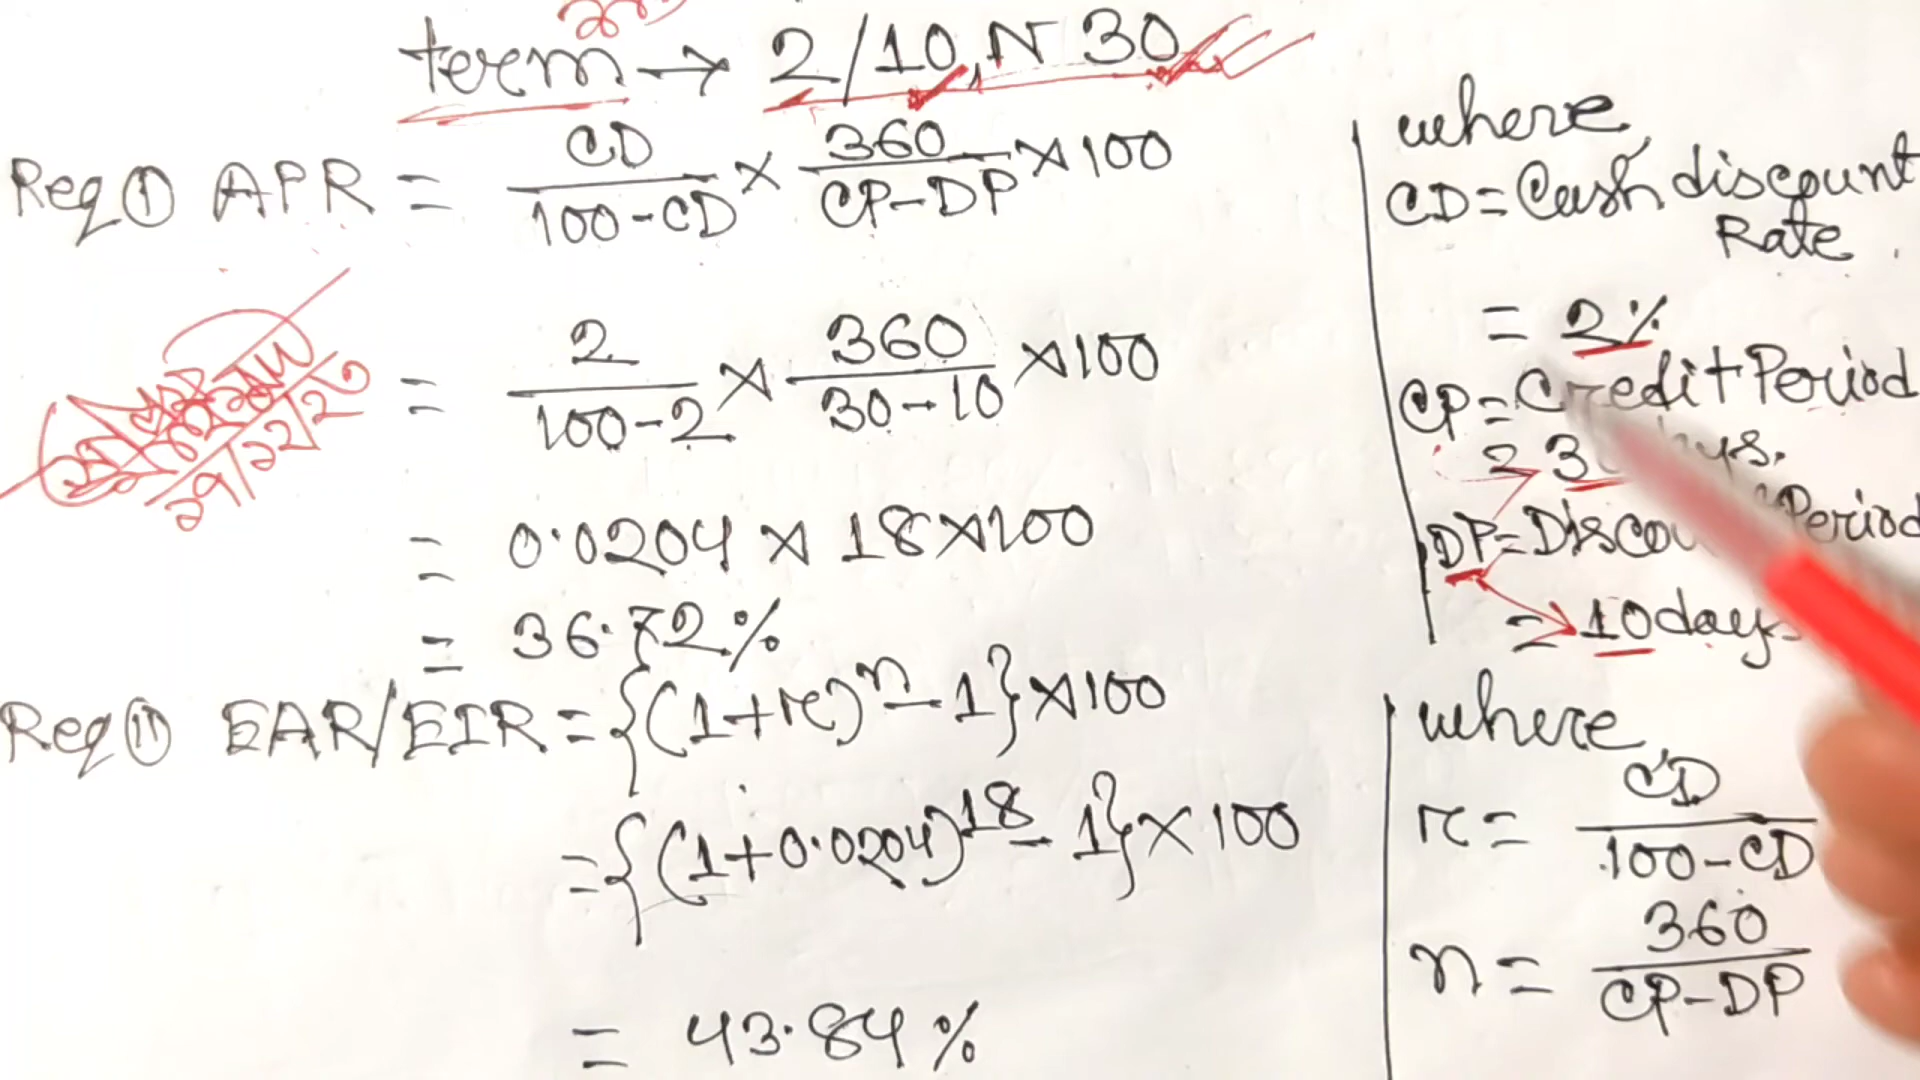 term → 2/10, N 30
Req ① APR = CD / 100-CD × 360 / CP-DP × 100
= 2 / 100-2 × 360 / 30-10 × 100
= 0.0204 × 18 × 100
= 36.72%
Req ② EAR/EIR = {(1+r)^n - 1} × 100
= {(1+0.0204)^18 - 1} × 100
= 43.84%
where,
CD = Cash discount
Rate
= 2%
CP = Credit Period
DP = Period
= 10 days
where,
r = CD / 100-CD
n = 360 / CP-DP